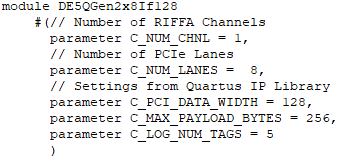 module DE5QGen2x8If128
#(// Number of RIFFA Channels
parameter C_NUM_CHNL = 1,
// Number of PCIe Lanes
parameter C_NUM_LANES =  8,
// Settings from Quartus IP Library
parameter C_PCI_DATA_WIDTH = 128,
parameter C_MAX_PAYLOAD_BYTES = 256,
parameter C_LOG_NUM_TAGS = 5
)